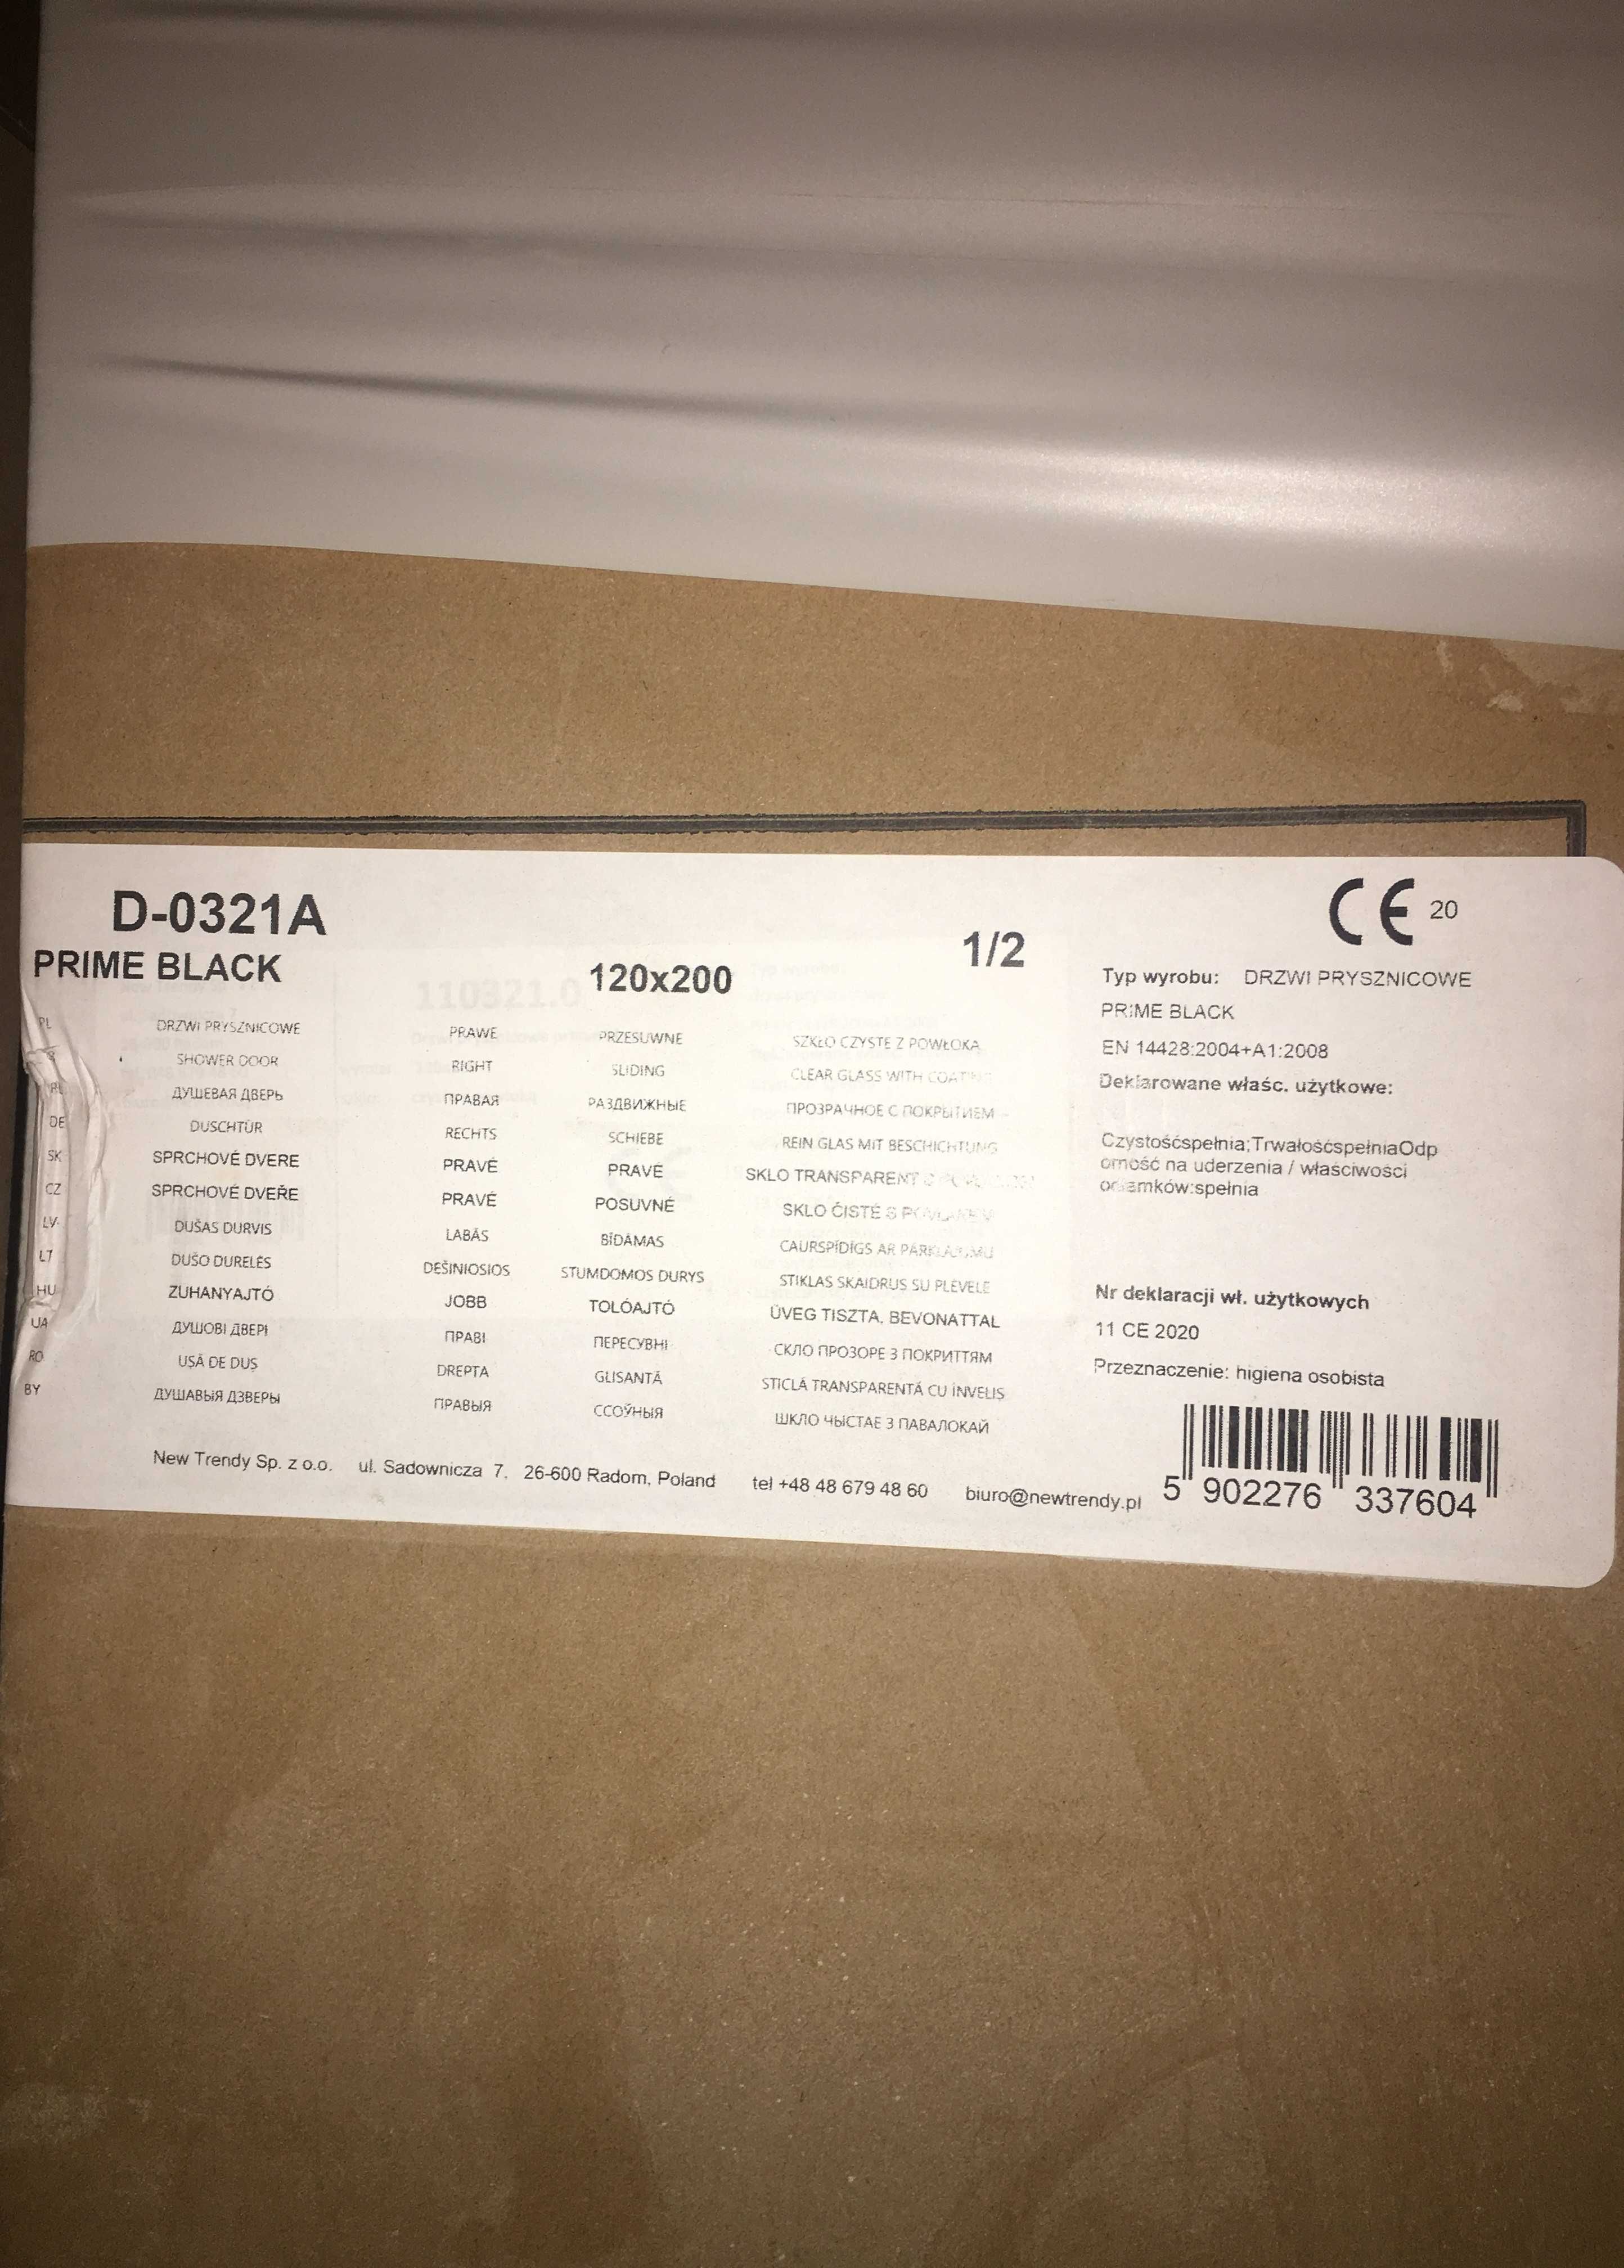 D-0321A
PRIME BLACK
120x200
1/2
CE 20
PL DRZWI PRYSZNICOWE PRAWE PRZESUWNE SZKŁO CZYSTE Z POWŁOKĄ
SHOWER DOOR RIGHT SLIDING CLEAR GLASS WITH
ДУШЕВАЯ ДВЕРЬ ПРАВАЯ РАЗДВИЖНЫЕ ПРОЗРАЧНОЕ С ПОКРЫТИЕМ
DE DUSCHTÜR RECHTS SCHIEBE REIN GLAS MIT BESCHICHTUNG
SK SPRCHOVÉ DVERE PRAVÉ PRAVÉ SKLO TRANSPARENT
CZ SPRCHOVÉ DVEŘE PRAVÉ POSUVNÉ SKLO ČISTÉ S
LV DUŠAS DURVIS LABĀS BĪDĀMAS CAURSPĪDĪGS AR
LT DUŠO DURELĖS DEŠINIOSIOS STUMDOMOS DURYS STIKLAS SKAIDRUS SU PLĖVELE
HU ZUHANYAJTÓ JOBB TOLÓAJTÓ ÜVEG TISZTA, BEVONATTAL
UA ДУШОВІ ДВЕРІ ПРАВІ ПЕРЕСУВНІ СКЛО ПРОЗОРЕ З ПОКРИТТЯМ
RO UȘĂ DE DUȘ DREPTA GLISANTĂ STICLĂ TRANSPARENTĂ CU ÎNVELIȘ
BY ДУШАВЫЯ ДЗВЕРЫ ПРАВЫЯ ССОЎНЫЯ ШКЛО ЧЫСТАЕ З ПАВАЛОКАЙ
New Trendy Sp. z o.o. ul. Sadownicza 7, 26-600 Radom, Poland tel +48 48 679 48 60 biuro@newtrendy.pl
Typ wyrobu: DRZWI PRYSZNICOWE
PRIME BLACK
EN 14428:2004+A1:2008
Deklarowane właśc. użytkowe:
Czystośćspełnia;TrwałośćspełniaOdp
orność na uderzenia / właściwości
odłamków:spełnia
Nr deklaracji wł. użytkowych
11 CE 2020
Przeznaczenie: higiena osobista
5 902276 337604